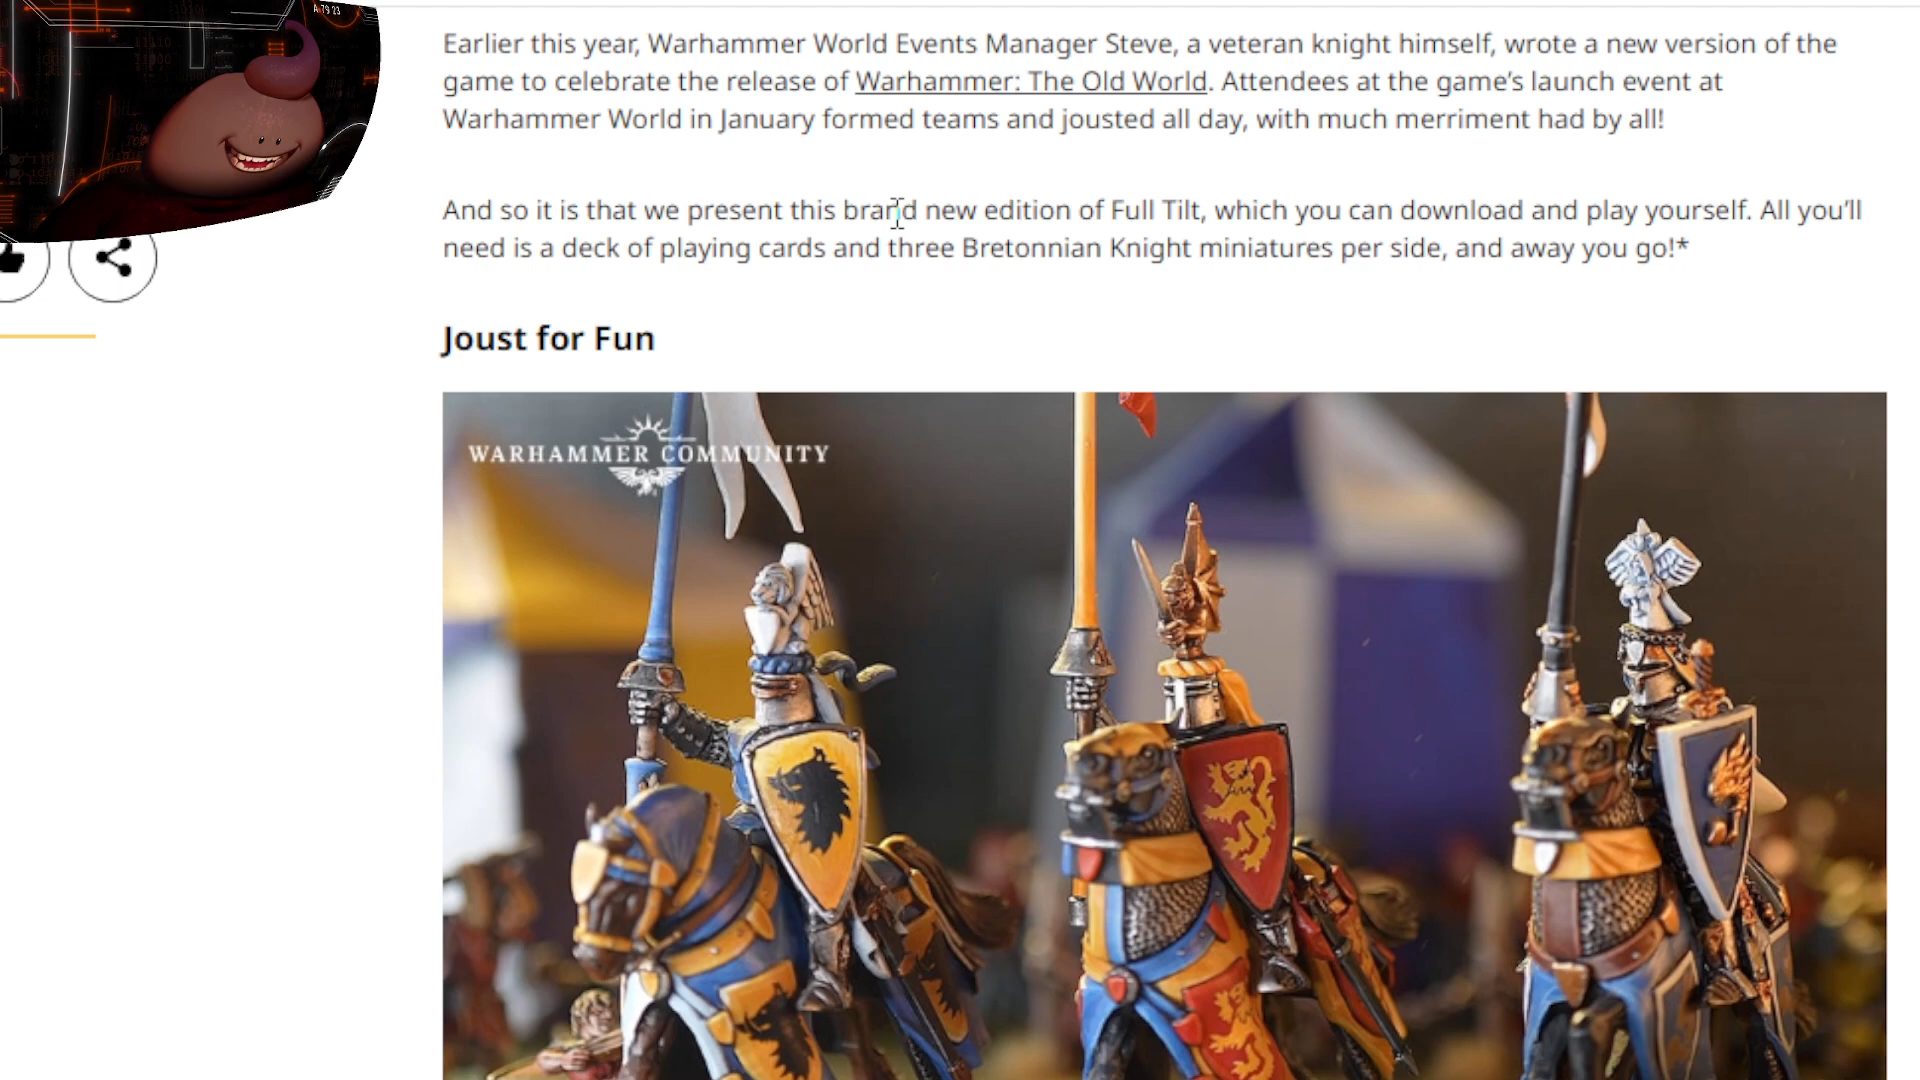 A-79 23
Earlier this year, Warhammer World Events Manager Steve, a veteran knight himself, wrote a new version of the
game to celebrate the release of Warhammer: The Old World. Attendees at the game’s launch event at
Warhammer World in January formed teams and jousted all day, with much merriment had by all!
And so it is that we present this brand new edition of Full Tilt, which you can download and play yourself. All you’ll
need is a deck of playing cards and three Bretonnian Knight miniatures per side, and away you go!*
Joust for Fun
WARHAMMER COMMUNITY